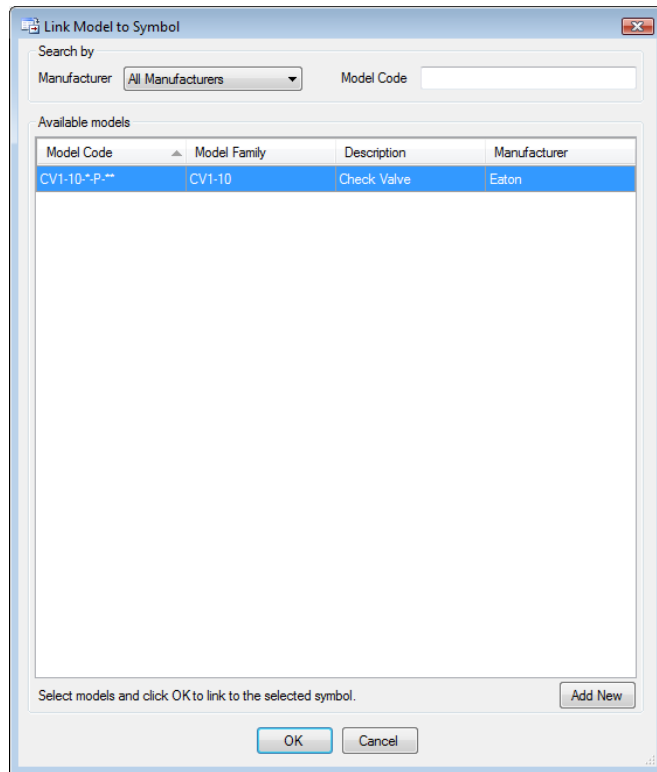 Link Model to Symbol
Search by
Manufacturer All Manufacturers Model Code
Available models
Model Code Model Family Description Manufacturer
CV1-10-*-P-** CV1-10 Check Valve Eaton
Select models and click OK to link to the selected symbol. Add New
OK Cancel